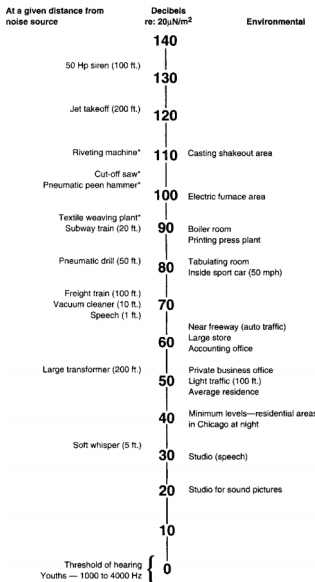 At a given distance from Decibels
noise source re: 20µN/m² Environmental
140
50 Hp siren (100 ft.)
130
Jet takeoff (200 ft.)
120
Riveting machine* 110 Casting shakeout area
Cut-off saw*
Pneumatic peen hammer*
100 Electric furnace area
Textile weaving plant*
Subway train (20 ft.) 90 Boiler room
Printing press plant
Pneumatic drill (50 ft.) 80 Tabulating room
Inside sport car (50 mph)
Freight train (100 ft.)
Vacuum cleaner (10 ft.) 70
Speech (1 ft.)
Near freeway (auto traffic)
60 Large store
Accounting office
Large transformer (200 ft.) Private business office
50 Light traffic (100 ft.)
Average residence
40 Minimum levels—residential areas
in Chicago at night
Soft whisper (5 ft.)
30 Studio (speech)
20 Studio for sound pictures
10
Threshold of hearing 0
Youths — 1000 to 4000 Hz